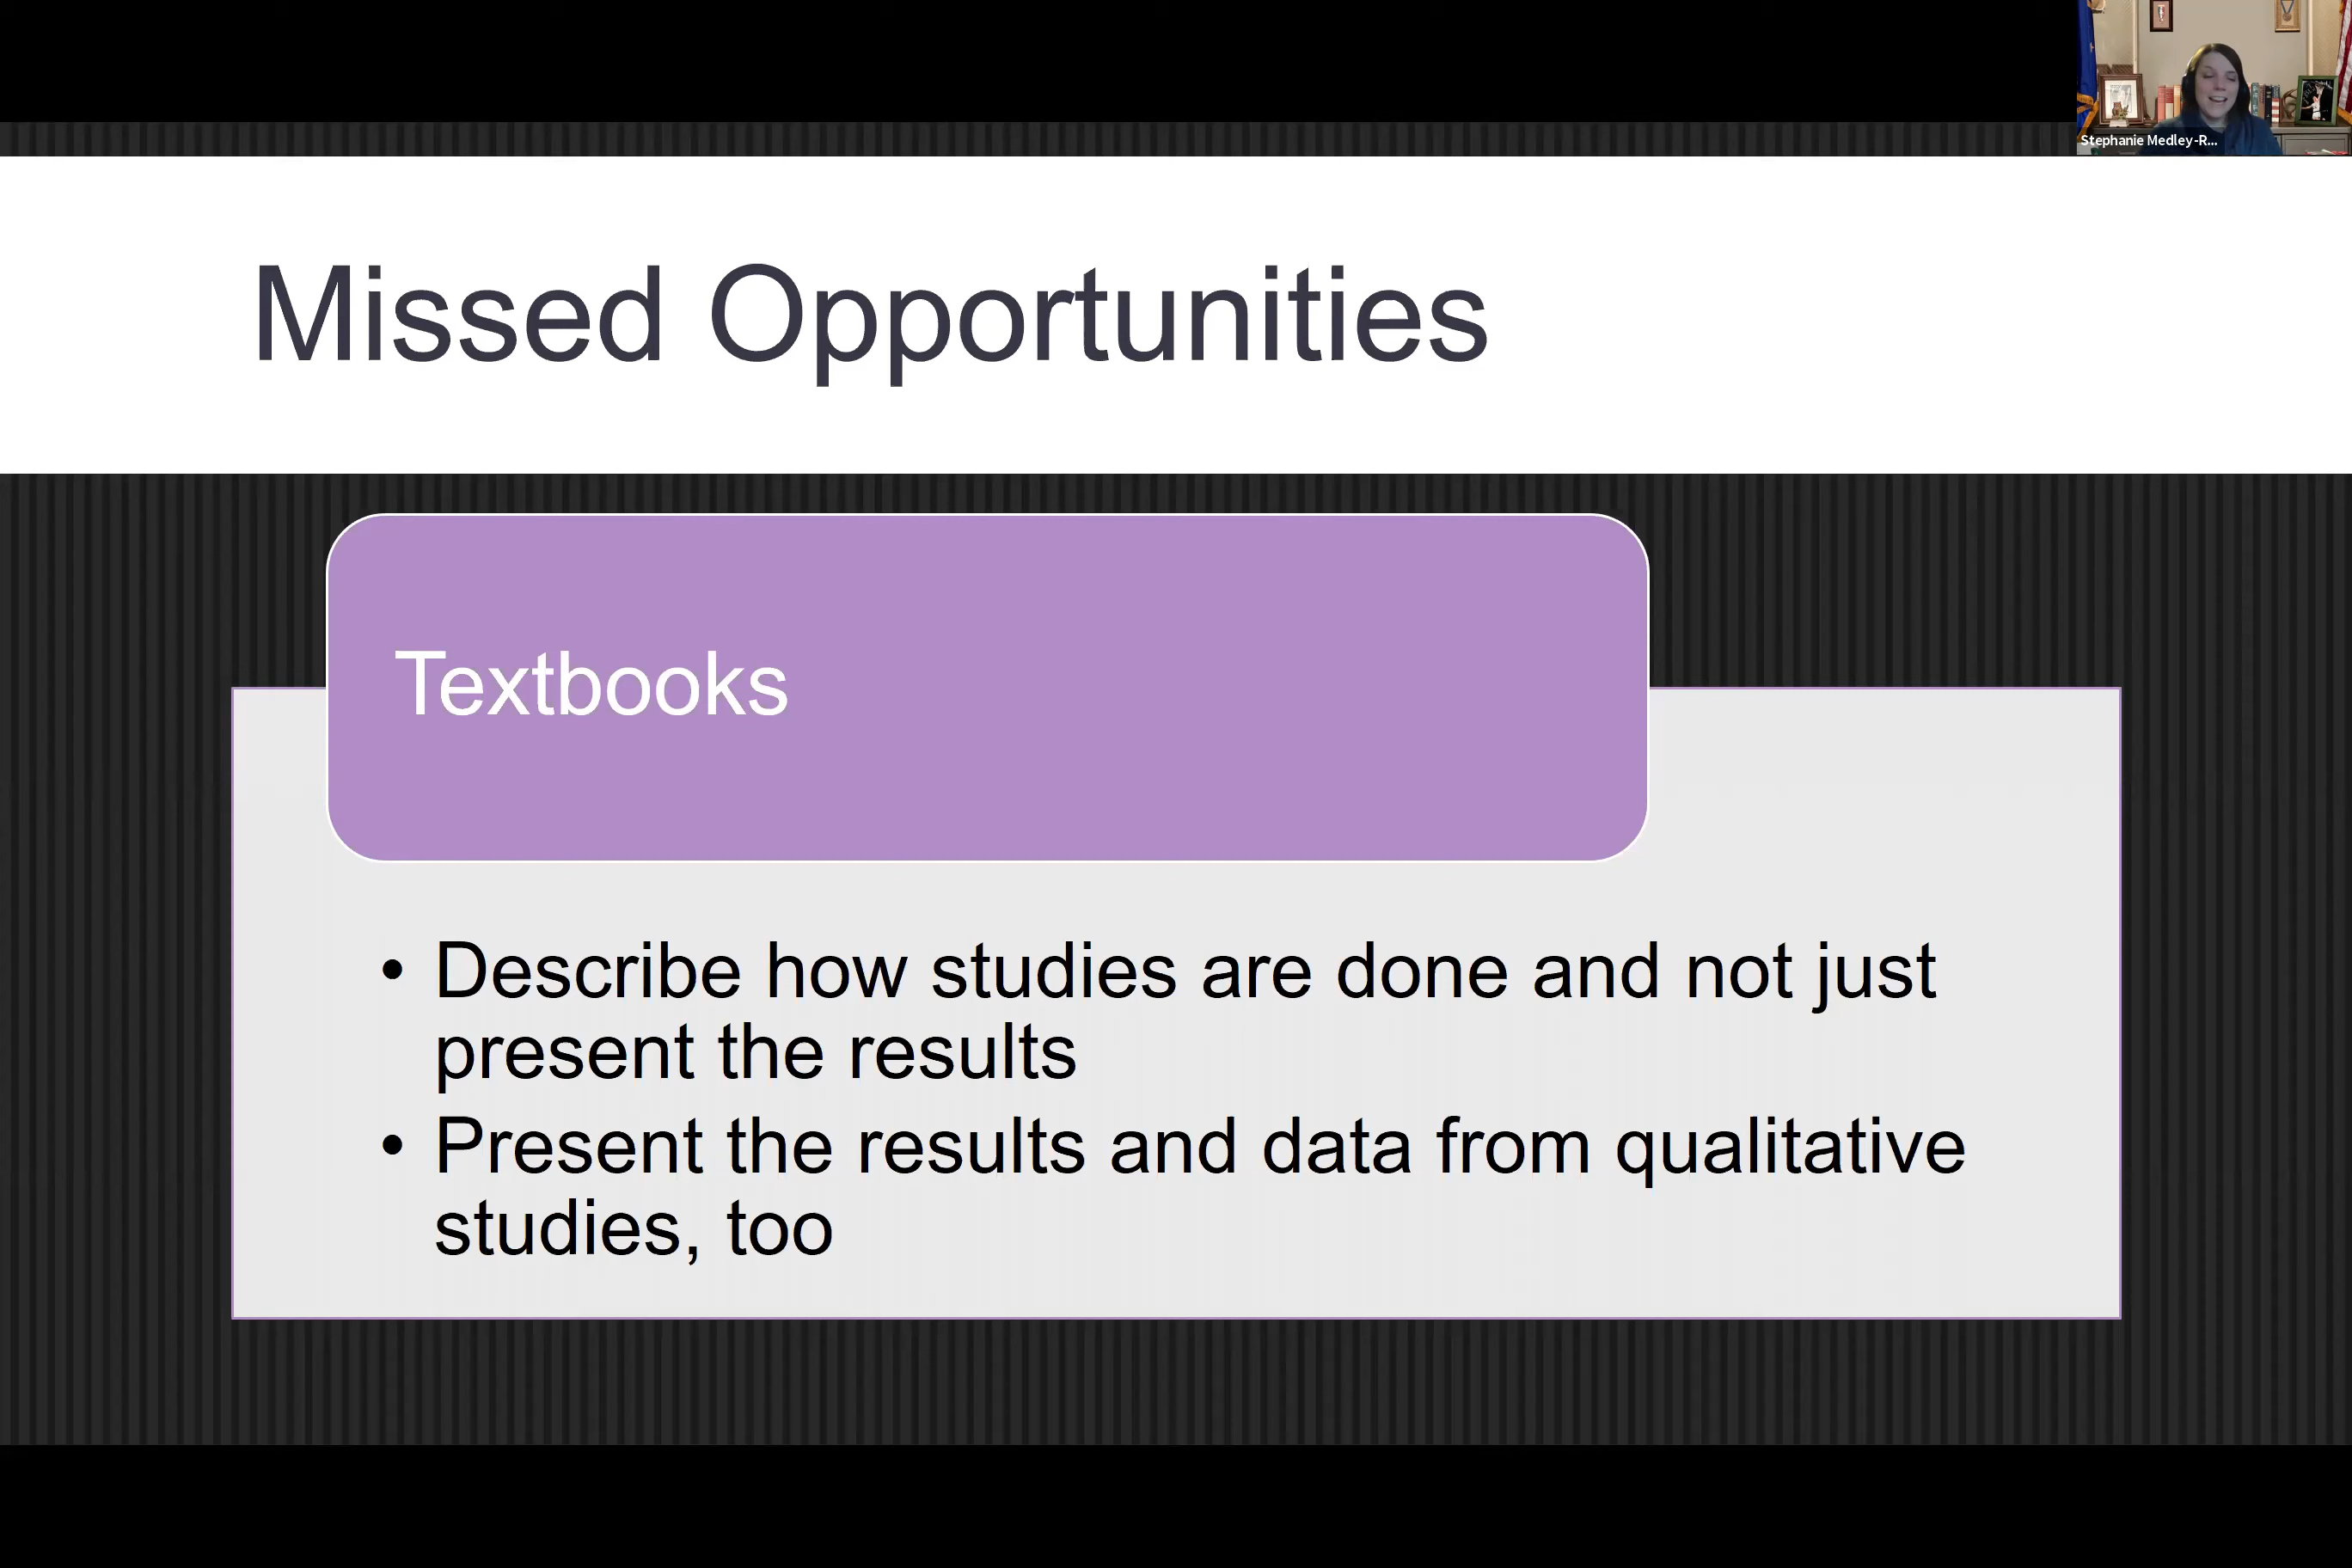 Stephanie Medley-R...
Missed Opportunities
Textbooks
• Describe how studies are done and not just
present the results
• Present the results and data from qualitative
studies, too